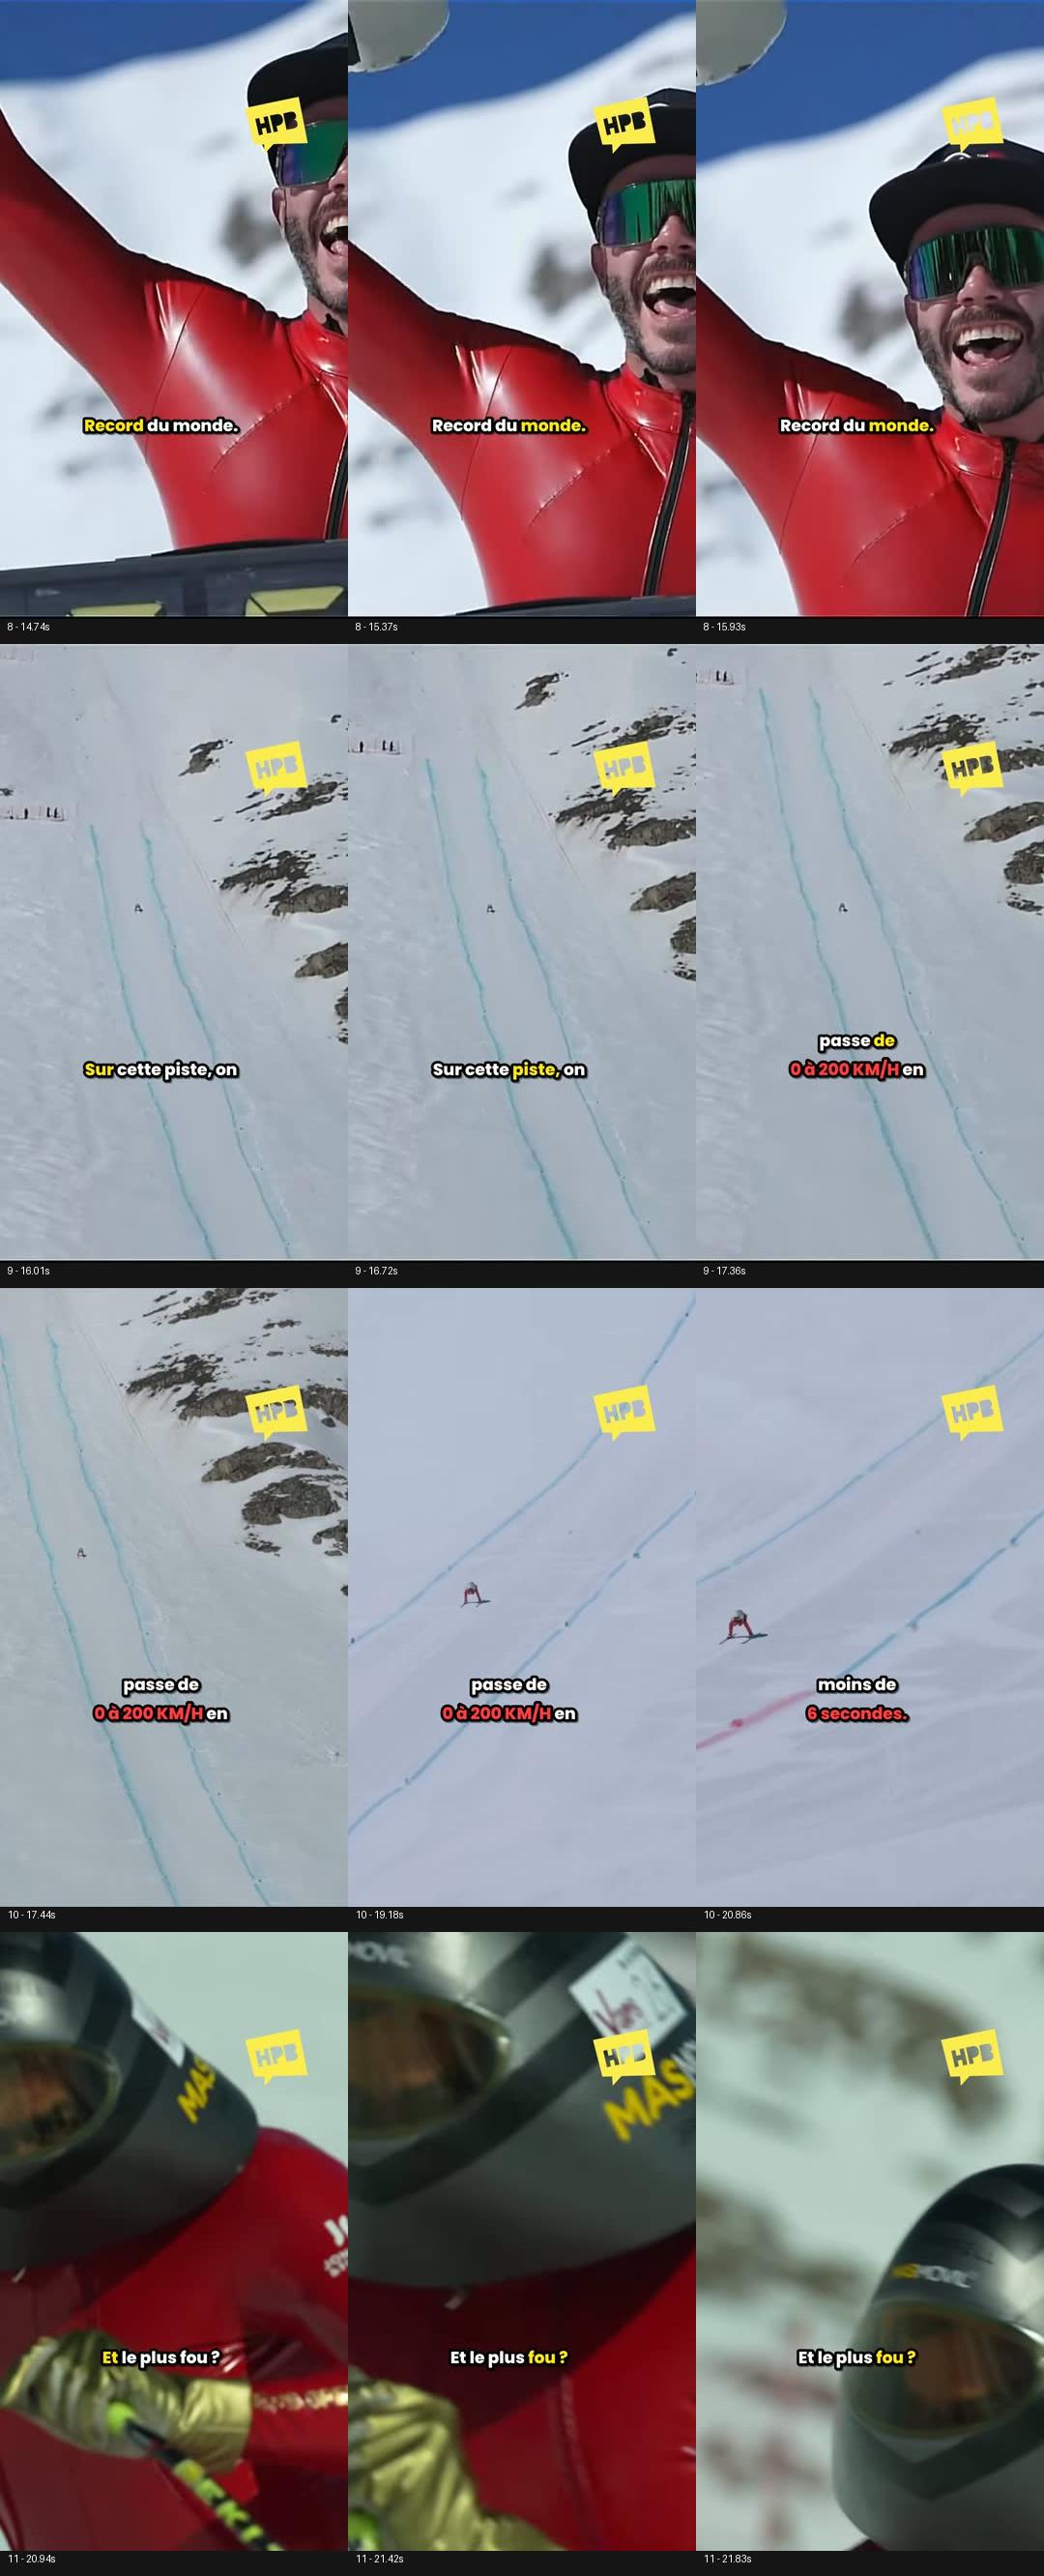 HPB
HPB
HPB
Record du monde.
Record du monde.
Record du monde.
8 - 14.74s
8 - 15.37s
8 - 15.93s
HPB
HPB
HPB
Sur cette piste, on
Sur cette piste, on
passe de
0 à 200 KM/H en
9 - 16.01s
9 - 16.72s
9 - 17.36s
HPB
HPB
HPB
passe de
0 à 200 KM/H en
passe de
0 à 200 KM/H en
moins de
6 secondes.
10 - 17.44s
10 - 19.18s
10 - 20.86s
MAS
HPB
HPB
MAS
HPB
MASMOVIL
Et le plus fou ?
Et le plus fou ?
Et le plus fou ?
11 - 20.94s
11 - 21.42s
11 - 21.83s